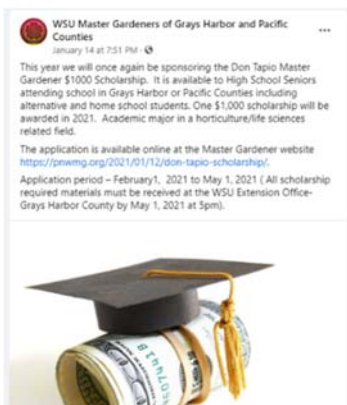 WSU Master Gardeners of Grays Harbor and Pacific
Counties
January 14 at 7:51 PM ·
This year we will once again be sponsoring the Don Tapio Master
Gardener $1000 Scholarship. It is available to High School Seniors
attending school in Grays Harbor or Pacific Counties including
alternative and home school students. One $1,000 scholarship will be
awarded in 2021. Academic major in a horticulture/life sciences
related field.
The application is available online at the Master Gardener website
https://pnwmg.org/2021/01/12/don-tapio-scholarship/.
Application period – February1, 2021 to May 1, 2021 ( All scholarship
required materials must be received at the WSU Extension Office-
Grays Harbor County by May 1, 2021 at 5pm).